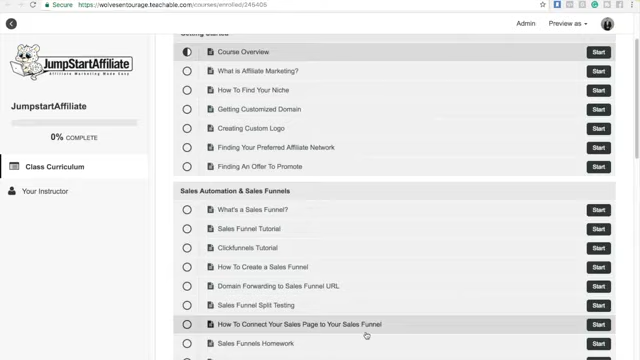 Secure https://wolvesentourage.teachable.com/courses/enrolled/245405
Admin Preview as
JumpStartAffiliate
Affiliate Marketing Made Easy
JumpstartAffiliate
0% COMPLETE
Class Curriculum
Your Instructor
Getting Started
Course Overview Start
What is Affiliate Marketing? Start
How To Find Your Niche Start
Getting Customized Domain Start
Creating Custom Logo Start
Finding Your Preferred Affiliate Network Start
Finding An Offer To Promote Start
Sales Automation & Sales Funnels
What's a Sales Funnel? Start
Sales Funnel Tutorial Start
Clickfunnels Tutorial Start
How To Create a Sales Funnel Start
Domain Forwarding to Sales Funnel URL Start
Sales Funnel Split Testing Start
How To Connect Your Sales Page to Your Sales Funnel Start
Sales Funnels Homework Start